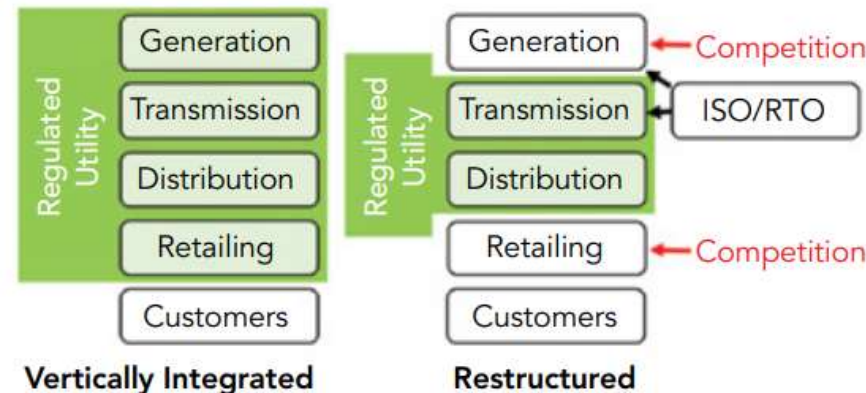 Regulated
Utility
Generation
Transmission
Distribution
Retailing
Customers
Vertically Integrated
Regulated
Utility
Generation
Competition
Transmission
ISO/RTO
Distribution
Retailing
Competition
Customers
Restructured